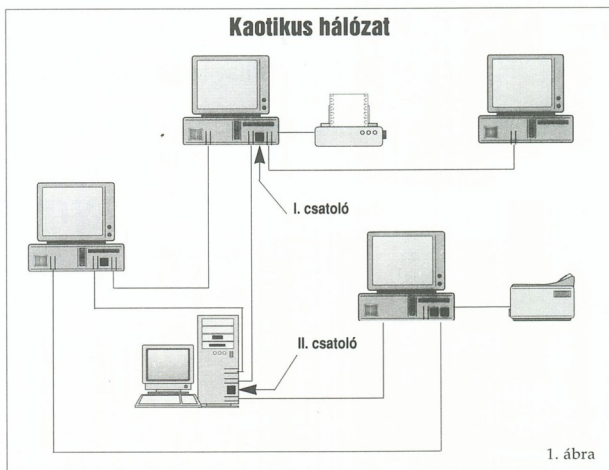 Kaotikus hálózat
I. csatoló
II. csatoló
1. ábra